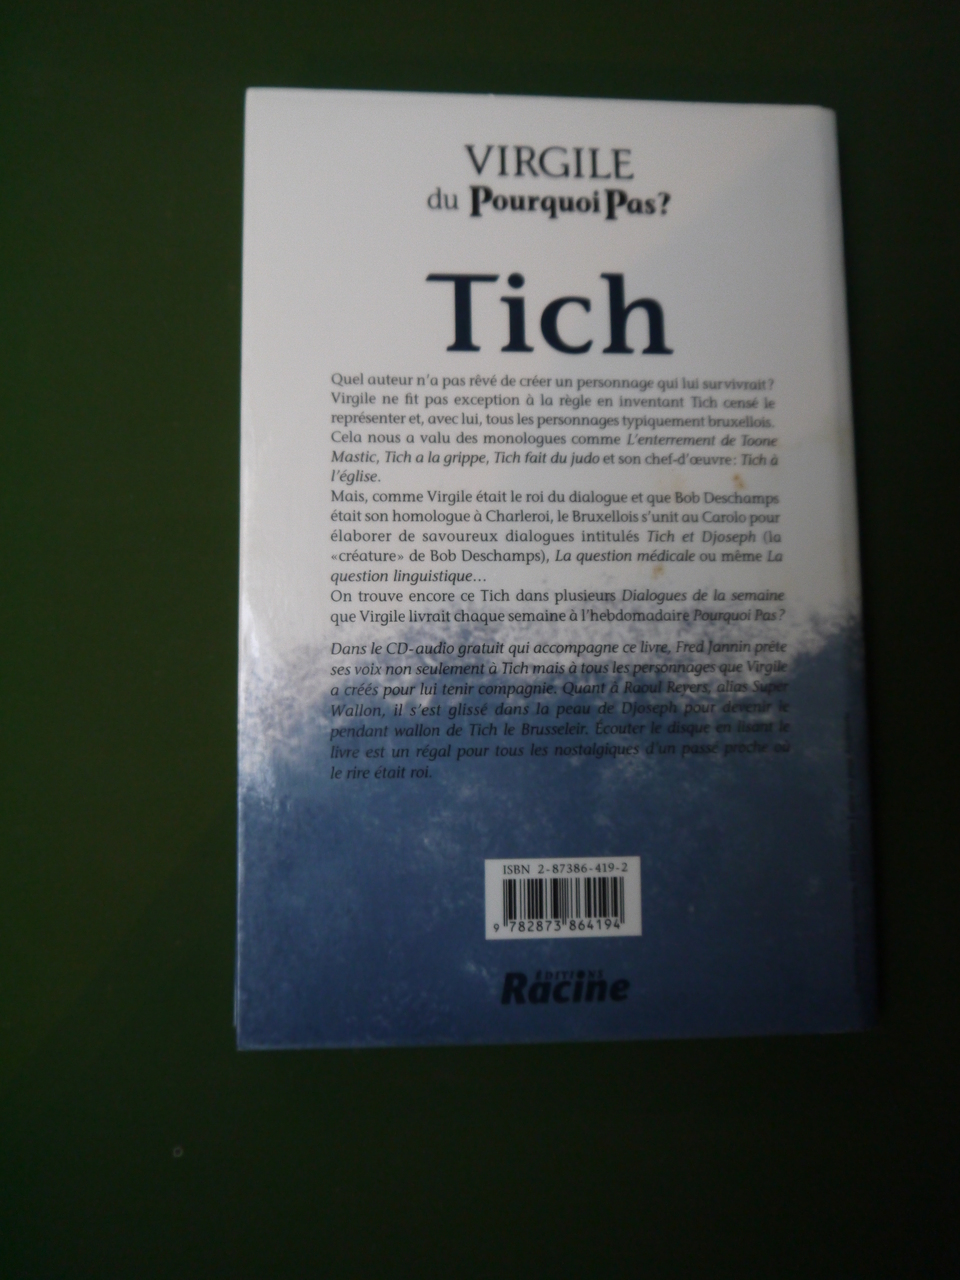 VIRGILE
du Pourquoi Pas?
Tich
Quel auteur n'a pas rêvé de créer un personnage qui lui survivrait?
Virgile ne fit pas exception à la règle en inventant Tich censé le
représenter et, avec lui, tous les personnages typiquement bruxellois.
Cela nous a valu des monologues comme L'enterrement de Toone
Mastic, Tich a la grippe, Tich fait du judo et son chef-d'œuvre: Tich à
l'église.
Mais, comme Virgile était le roi du dialogue et que Bob Deschamps
était son homologue à Charleroi, le Bruxellois s'unit au Carolo pour
élaborer de savoureux dialogues intitulés Tich et Djoseph (la
«créature» de Bob Deschamps), La question médicale ou même La
question linguistique...
On trouve encore ce Tich dans plusieurs Dialogues de la semaine
que Virgile livrait chaque semaine à l'hebdomadaire Pourquoi Pas?
Dans le CD-audio gratuit qui accompagne ce livre, Fred Jannin prête
ses voix non seulement à Tich mais à tous les personnages que Virgile
a créés pour lui tenir compagnie. Quant à Raoul Reyers, alias Super
Wallon, il s'est glissé dans la peau de Djoseph pour devenir le
pendant wallon de Tich le Brusseleir. Écouter le disque en lisant le
livre est un régal pour tous les nostalgiques d'un passé proche où
le rire était roi.
ISBN 2-87386-419-2
9 782873 864194
ÉDITIONS
Racine